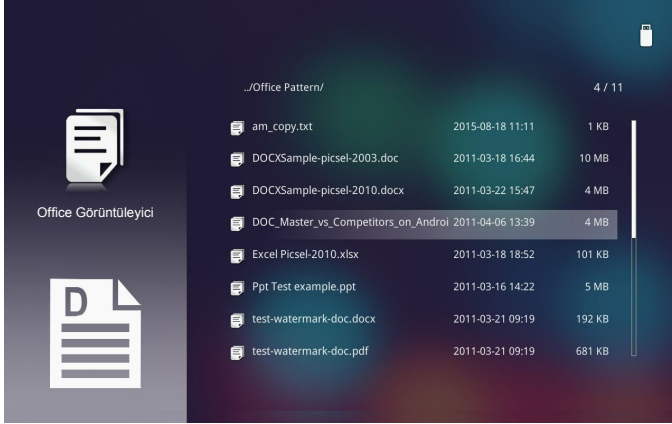 ../Office Pattern/ 4 / 11
am_copy.txt 2015-08-18 11:11 1 KB
DOCXSample-picsel-2003.doc 2011-03-18 16:44 10 MB
DOCXSample-picsel-2010.docx 2011-03-22 15:47 4 MB
DOC_Master_vs_Competitors_on_Androi 2011-04-06 13:39 4 MB
Excel Picsel-2010.xlsx 2011-03-18 18:52 101 KB
Ppt Test example.ppt 2011-03-16 14:22 5 MB
test-watermark-doc.docx 2011-03-21 09:19 192 KB
test-watermark-doc.pdf 2011-03-21 09:19 681 KB
Office Görüntüleyici
D